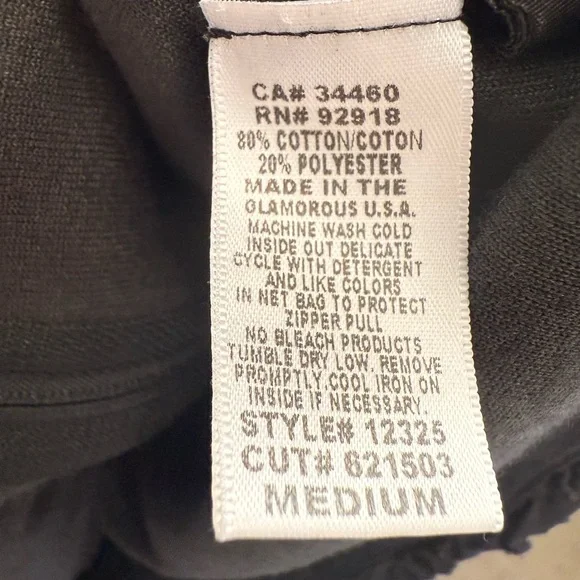 CA# 34460
RN# 92918
80% COTTON/COTON
20% POLYESTER
MADE IN THE
GLAMOROUS U.S.A.
MACHINE WASH COLD
INSIDE OUT DELICATE
CYCLE WITH DETERGENT
AND LIKE COLORS
IN NET BAG TO PROTECT
ZIPPER PULL
NO BLEACH PRODUCTS
TUMBLE DRY LOW. REMOVE
PROMPTLY. COOL IRON ON
INSIDE IF NECESSARY.
STYLE# 12325
CUT# 621503
MEDIUM